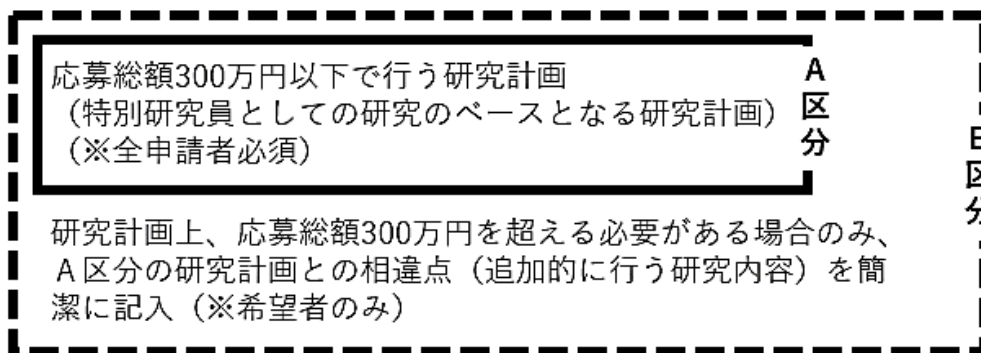 応募総額300万円以下で行う研究計画
（特別研究員としての研究のベースとなる研究計画）
（※全申請者必須）
A区分
研究計画上、応募総額300万円を超える必要がある場合のみ、
A区分の研究計画との相違点（追加的に行う研究内容）を簡
潔に記入（※希望者のみ）
区分